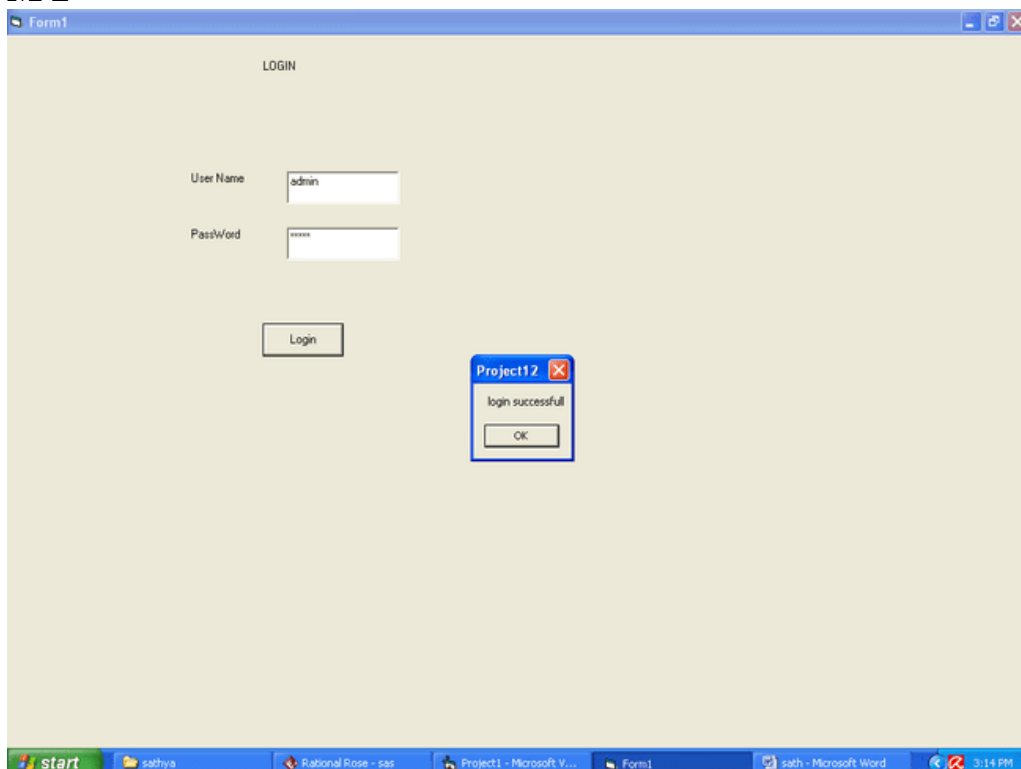 Form1
LOGIN
User Name admin
PassWord *****
Login
Project12
login successfull
OK
start sathya Rational Rose - sas Project1 - Microsoft V... Form1 sath - Microsoft Word 3:14 PM